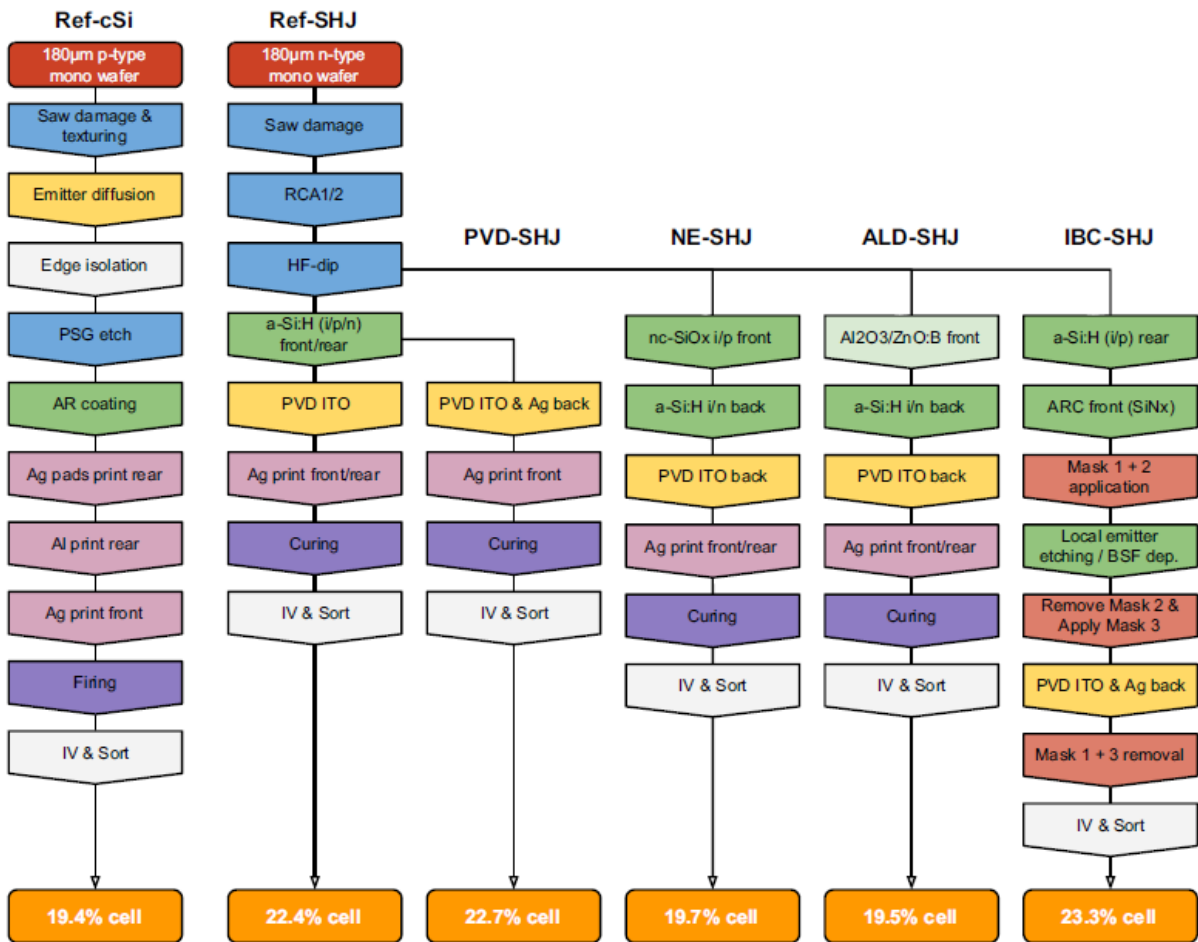 Ref-cSi
180µm p-type
mono wafer
Saw damage &
texturing
Emitter diffusion
Edge isolation
PSG etch
AR coating
Ag pads print rear
Al print rear
Ag print front
Firing
IV & Sort
19.4% cell
Ref-SHJ
180µm n-type
mono wafer
Saw damage
RCA1/2
HF-dip
a-Si:H (i/p/n)
front/rear
PVD ITO
Ag print front/rear
Curing
IV & Sort
22.4% cell
PVD-SHJ
PVD ITO & Ag back
Ag print front
Curing
IV & Sort
22.7% cell
NE-SHJ
nc-SiOx i/p front
a-Si:H i/n back
PVD ITO back
Ag print front/rear
Curing
IV & Sort
19.7% cell
ALD-SHJ
Al2O3/ZnO:B front
a-Si:H i/n back
PVD ITO back
Ag print front/rear
Curing
IV & Sort
19.5% cell
IBC-SHJ
a-Si:H (i/p) rear
ARC front (SiNx)
Mask 1 + 2
application
Local emitter
etching / BSF dep.
Remove Mask 2 &
Apply Mask 3
PVD ITO & Ag back
Mask 1 + 3 removal
IV & Sort
23.3% cell